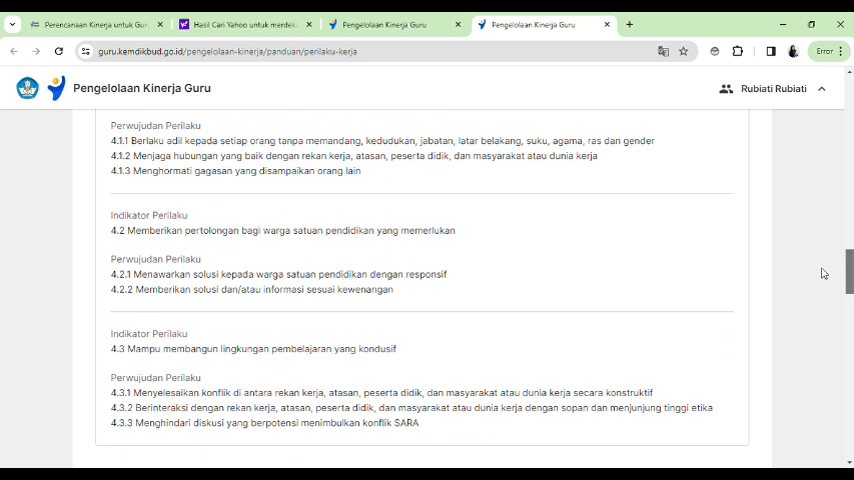 Perencanaan Kinerja untuk Guru
Hasil Cari Yahoo untuk merdeka
Pengelolaan Kinerja Guru
Pengelolaan Kinerja Guru
guru.kemdikbud.go.id/pengelolaan-kinerja/panduan/perilaku-kerja
Error
Pengelolaan Kinerja Guru
Rubiati Rubiati
Perwujudan Perilaku
4.1.1 Berlaku adil kepada setiap orang tanpa memandang, kedudukan, jabatan, latar belakang, suku, agama, ras dan gender
4.1.2 Menjaga hubungan yang baik dengan rekan kerja, atasan, peserta didik, dan masyarakat atau dunia kerja
4.1.3 Menghormati gagasan yang disampaikan orang lain
Indikator Perilaku
4.2 Memberikan pertolongan bagi warga satuan pendidikan yang memerlukan
Perwujudan Perilaku
4.2.1 Menawarkan solusi kepada warga satuan pendidikan dengan responsif
4.2.2 Memberikan solusi dan/atau informasi sesuai kewenangan
Indikator Perilaku
4.3 Mampu membangun lingkungan pembelajaran yang kondusif
Perwujudan Perilaku
4.3.1 Menyelesaikan konflik di antara rekan kerja, atasan, peserta didik, dan masyarakat atau dunia kerja secara konstruktif
4.3.2 Berinteraksi dengan rekan kerja, atasan, peserta didik, dan masyarakat atau dunia kerja dengan sopan dan menjunjung tinggi etika
4.3.3 Menghindari diskusi yang berpotensi menimbulkan konflik SARA